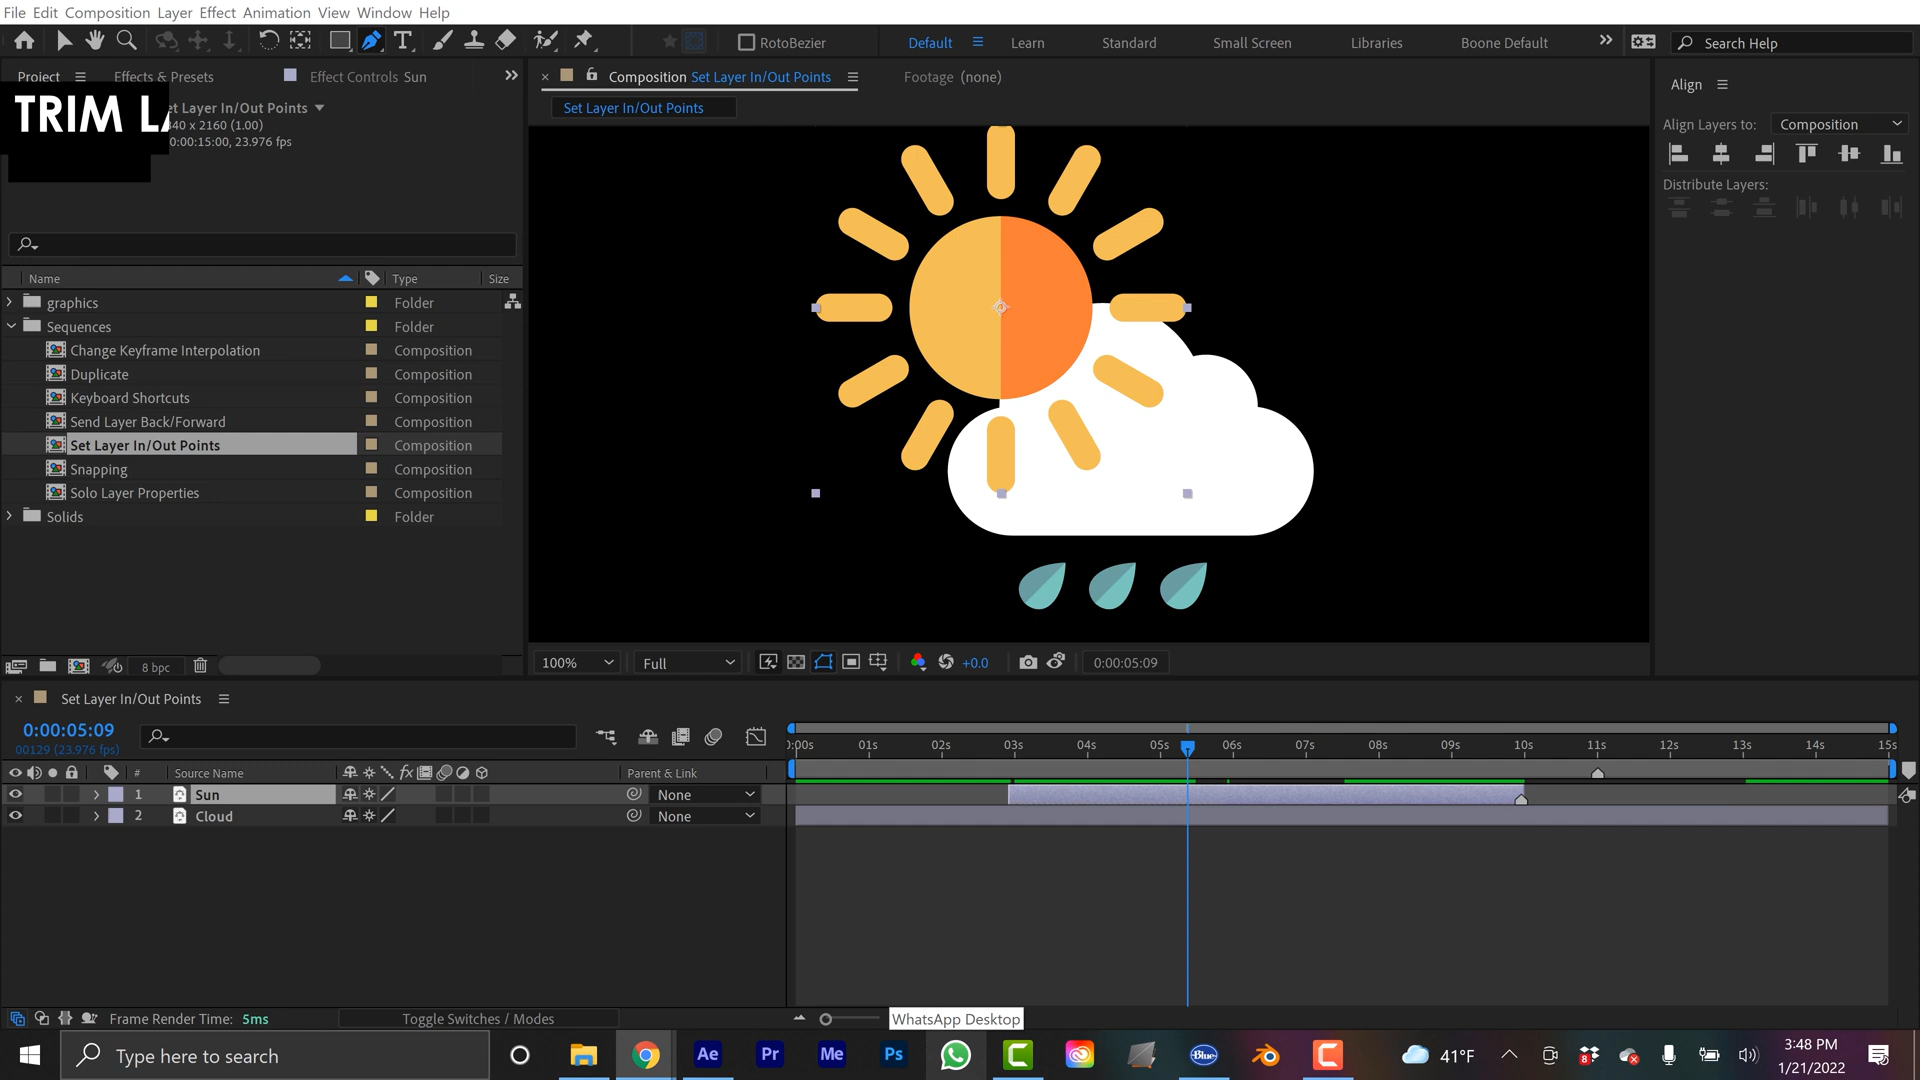 File Edit Composition Layer Effect Animation View Window Help
RotoBezier
Default
Learn
Standard
Small Screen
Libraries
Boone Default
Search Help
Project
Effects & Presets
Effect Controls Sun
Composition Set Layer In/Out Points
Footage (none)
Align
TRIM LA
et Layer In/Out Points
Set Layer In/Out Points
Align Layers to:
Composition
40 x 2160 (1.00)
0:00:15:00, 23.976 fps
Distribute Layers:
Name
Type
Size
graphics
Folder
Sequences
Folder
Change Keyframe Interpolation
Composition
Duplicate
Composition
Keyboard Shortcuts
Composition
Send Layer Back/Forward
Composition
Set Layer In/Out Points
Composition
Snapping
Composition
Solo Layer Properties
Composition
Solids
Folder
8 bpc
100%
Full
+0.0
0:00:05:09
Set Layer In/Out Points
0:00:05:09
00129 (23.976 fps)
0:00s 01s 02s 03s 04s 05s 06s 07s 08s 09s 10s 11s 12s 13s 14s 15s
#
Source Name
fx
Parent & Link
1
Sun
None
2
Cloud
None
Frame Render Time: 5ms
Toggle Switches / Modes
WhatsApp Desktop
Type here to search
Ae
Pr
Me
Ps
Blue
8
41°F
3:48 PM
1/21/2022